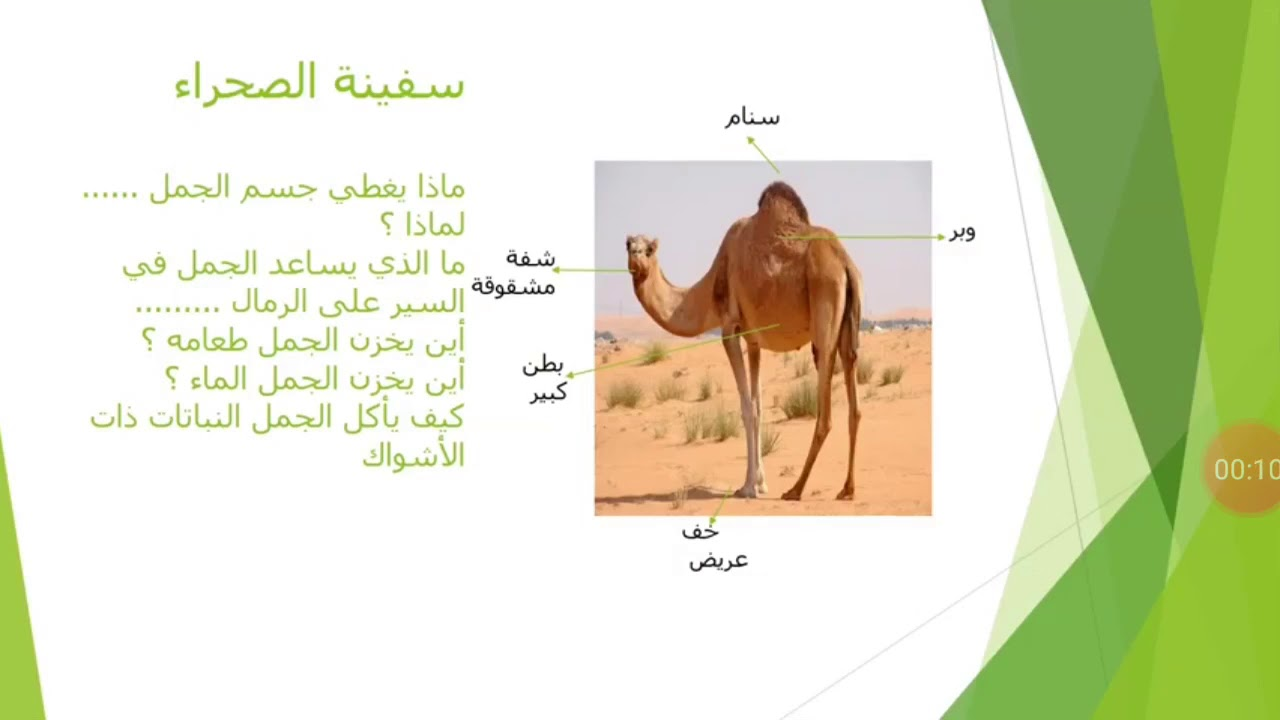 سفينة الصحراء
ماذا يغطي جسم الجمل ......
لماذا ؟
ما الذي يساعد الجمل في
السير على الرمال .........
أين يخزن الجمل طعامه ؟
أين يخزن الجمل الماء ؟
كيف يأكل الجمل النباتات ذات
الأشواك
سنام
وبر
شفة
مشقوقة
بطن
كبير
خف
عريض
00:10